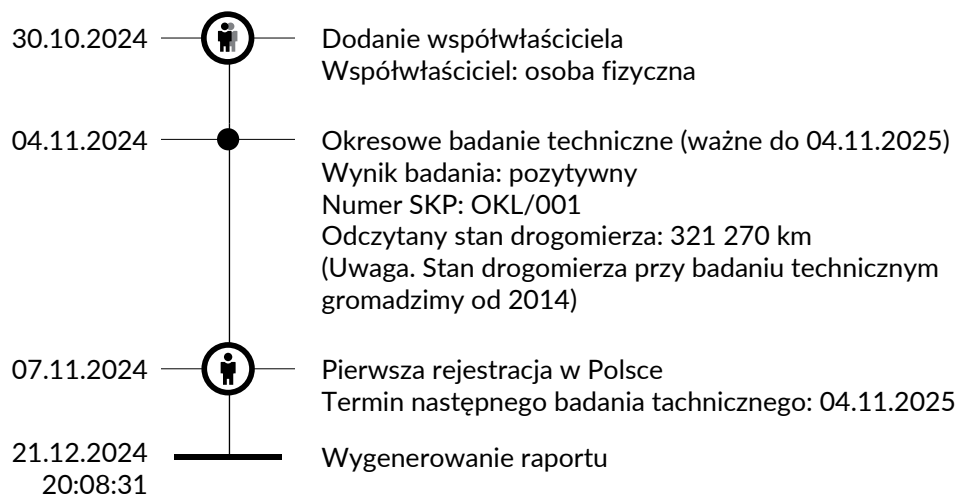 30.10.2024
Dodanie współwłaściciela
Współwłaściciel: osoba fizyczna
04.11.2024
Okresowe badanie techniczne (ważne do 04.11.2025)
Wynik badania: pozytywny
Numer SKP: OKL/001
Odczytany stan drogomierza: 321 270 km
(Uwaga. Stan drogomierza przy badaniu technicznym
gromadzimy od 2014)
07.11.2024
Pierwsza rejestracja w Polsce
Termin następnego badania tachnicznego: 04.11.2025
21.12.2024
20:08:31
Wygenerowanie raportu